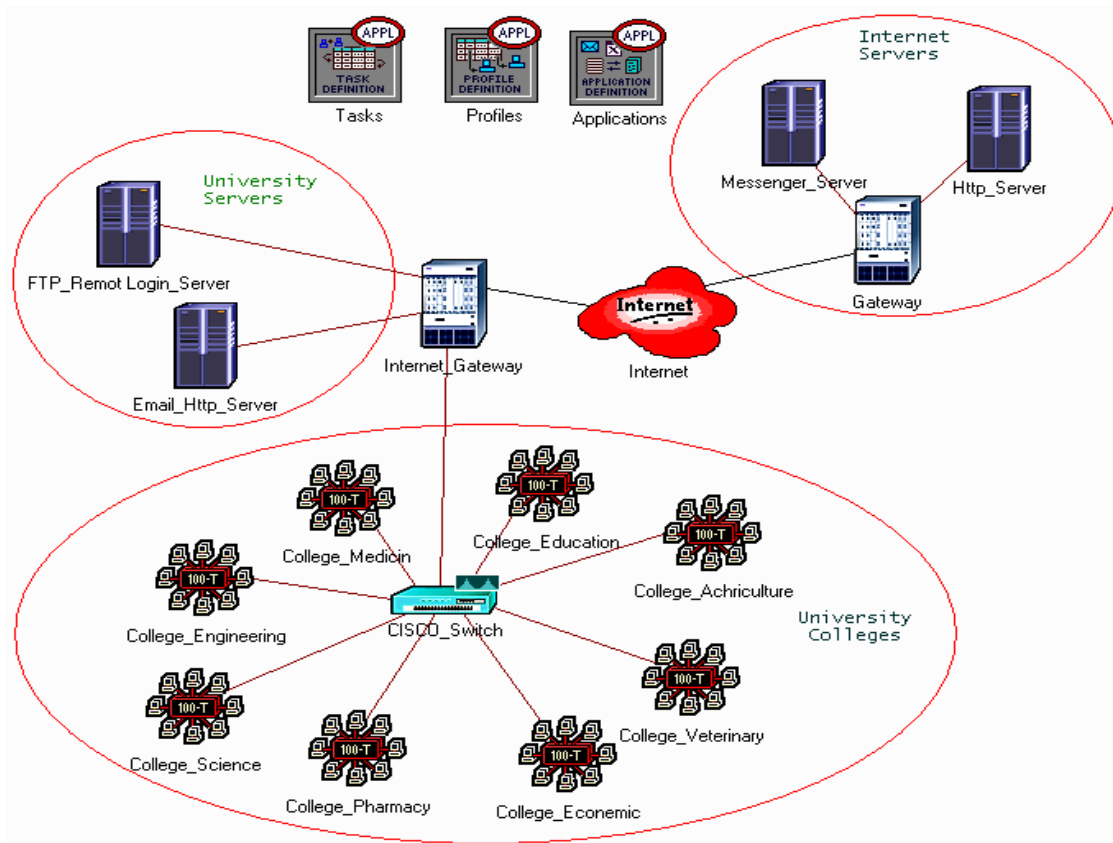 APPL
APPL
APPL
TASK
DEFINITION
PROFILE
DEFINITION
APPLICATION
DEFINITION
Tasks
Profiles
Applications
Internet
Servers
Messenger_Server
Http_Server
Gateway
University
Servers
FTP_Remot Login_Server
Email_Http_Server
Internet_Gateway
Internet
Internet
100-T
College_Medicin
100-T
College_Education
100-T
College_Achriculture
100-T
College_Engineering
CISCO_Switch
University
Colleges
100-T
College_Science
100-T
College_Pharmacy
100-T
College_Economic
100-T
College_Veterinary